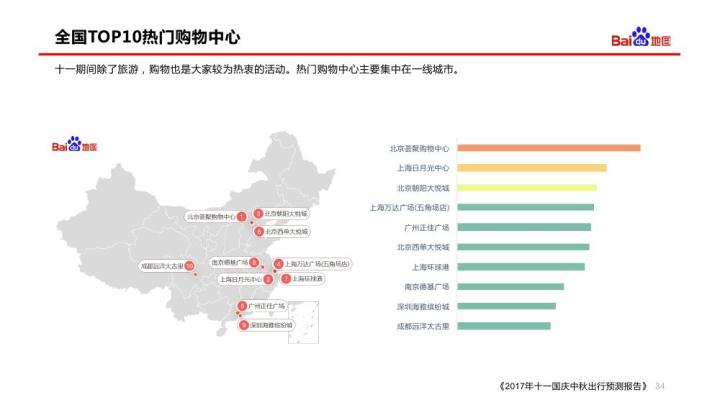 全国TOP10热门购物中心
Bai du 地图
十一期间除了旅游，购物也是大家较为热衷的活动。热门购物中心主要集中在一线城市。
Bai du 地图
北京荟聚购物中心 1
3 北京朝阳大悦城
6 北京西单大悦城
成都远洋太古里 10
南京德基广场 8
4 上海万达广场(五角场店)
上海日月光中心 2
7 上海环球港
5 广州正佳广场
9 深圳海雅缤纷城
北京荟聚购物中心
上海日月光中心
北京朝阳大悦城
上海万达广场(五角场店)
广州正佳广场
北京西单大悦城
上海环球港
南京德基广场
深圳海雅缤纷城
成都远洋太古里
《2017年十一国庆中秋出行预测报告》 34